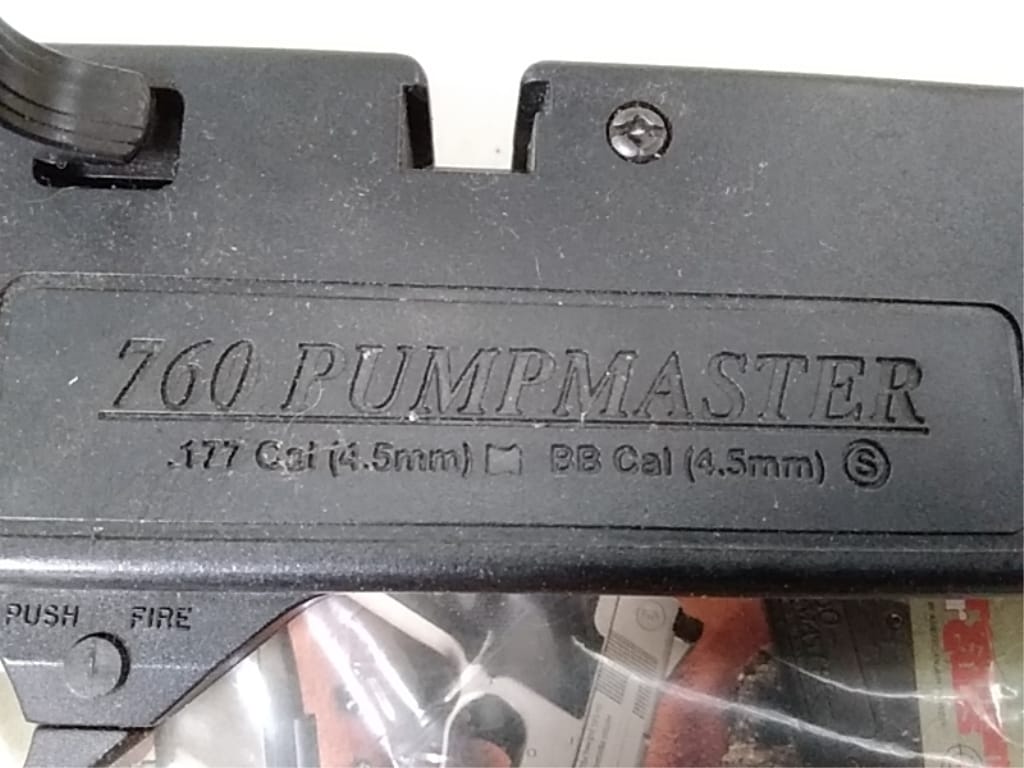 760 PUMPMASTER
.177 Cal (4.5mm) BB Cal (4.5mm) S
PUSH FIRE